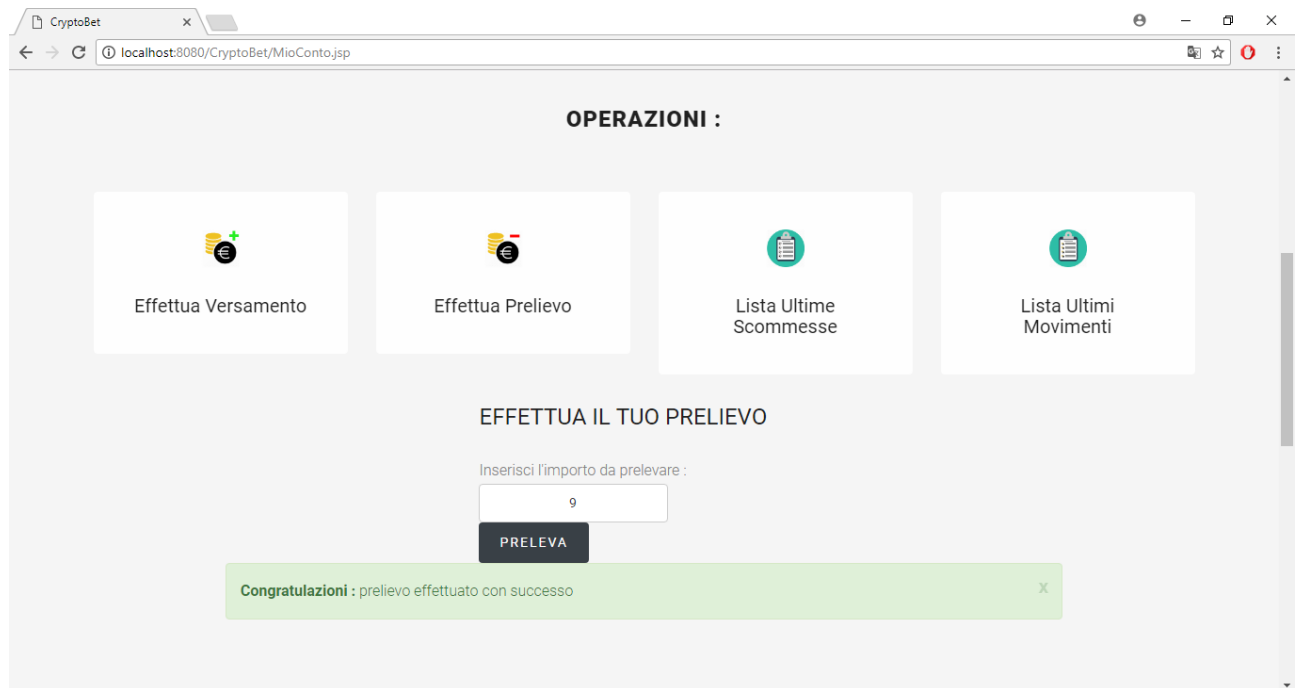 CryptoBet
localhost:8080/CryptoBet/MioConto.jsp
OPERAZIONI :
Effettua Versamento
Effettua Prelievo
Lista Ultime
Scommesse
Lista Ultimi
Movimenti
EFFETTUA IL TUO PRELIEVO
Inserisci l'importo da prelevare :
9
PRELEVA
Congratulazioni : prelievo effettuato con successo
x